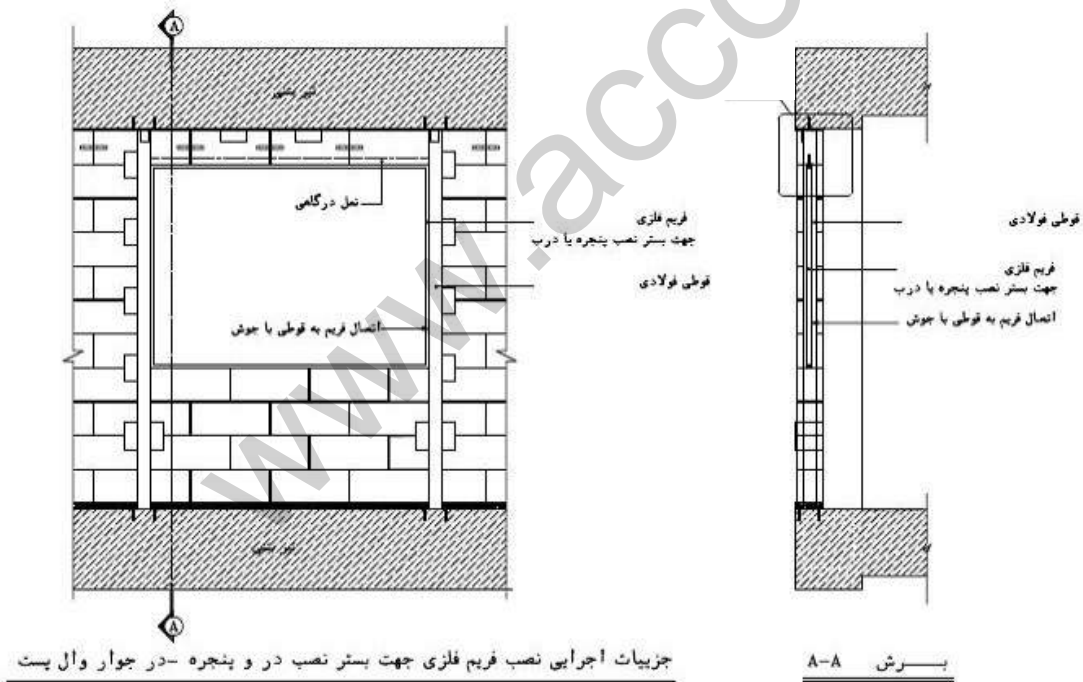 A
تیر بتنی
نعل درگاهی
فریم فلزی
جهت بستر نصب پنجره یا درب
قوطی فولادی
اتصال فریم به قوطی با جوش
تیر بتنی
A
جزییات اجرایی نصب فریم فلزی جهت بستر نصب در و پنجره -در جوار وال پست
قوطی فولادی
فریم فلزی
جهت بستر نصب پنجره یا درب
اتصال فریم به قوطی با جوش
برش A-A
www.acco